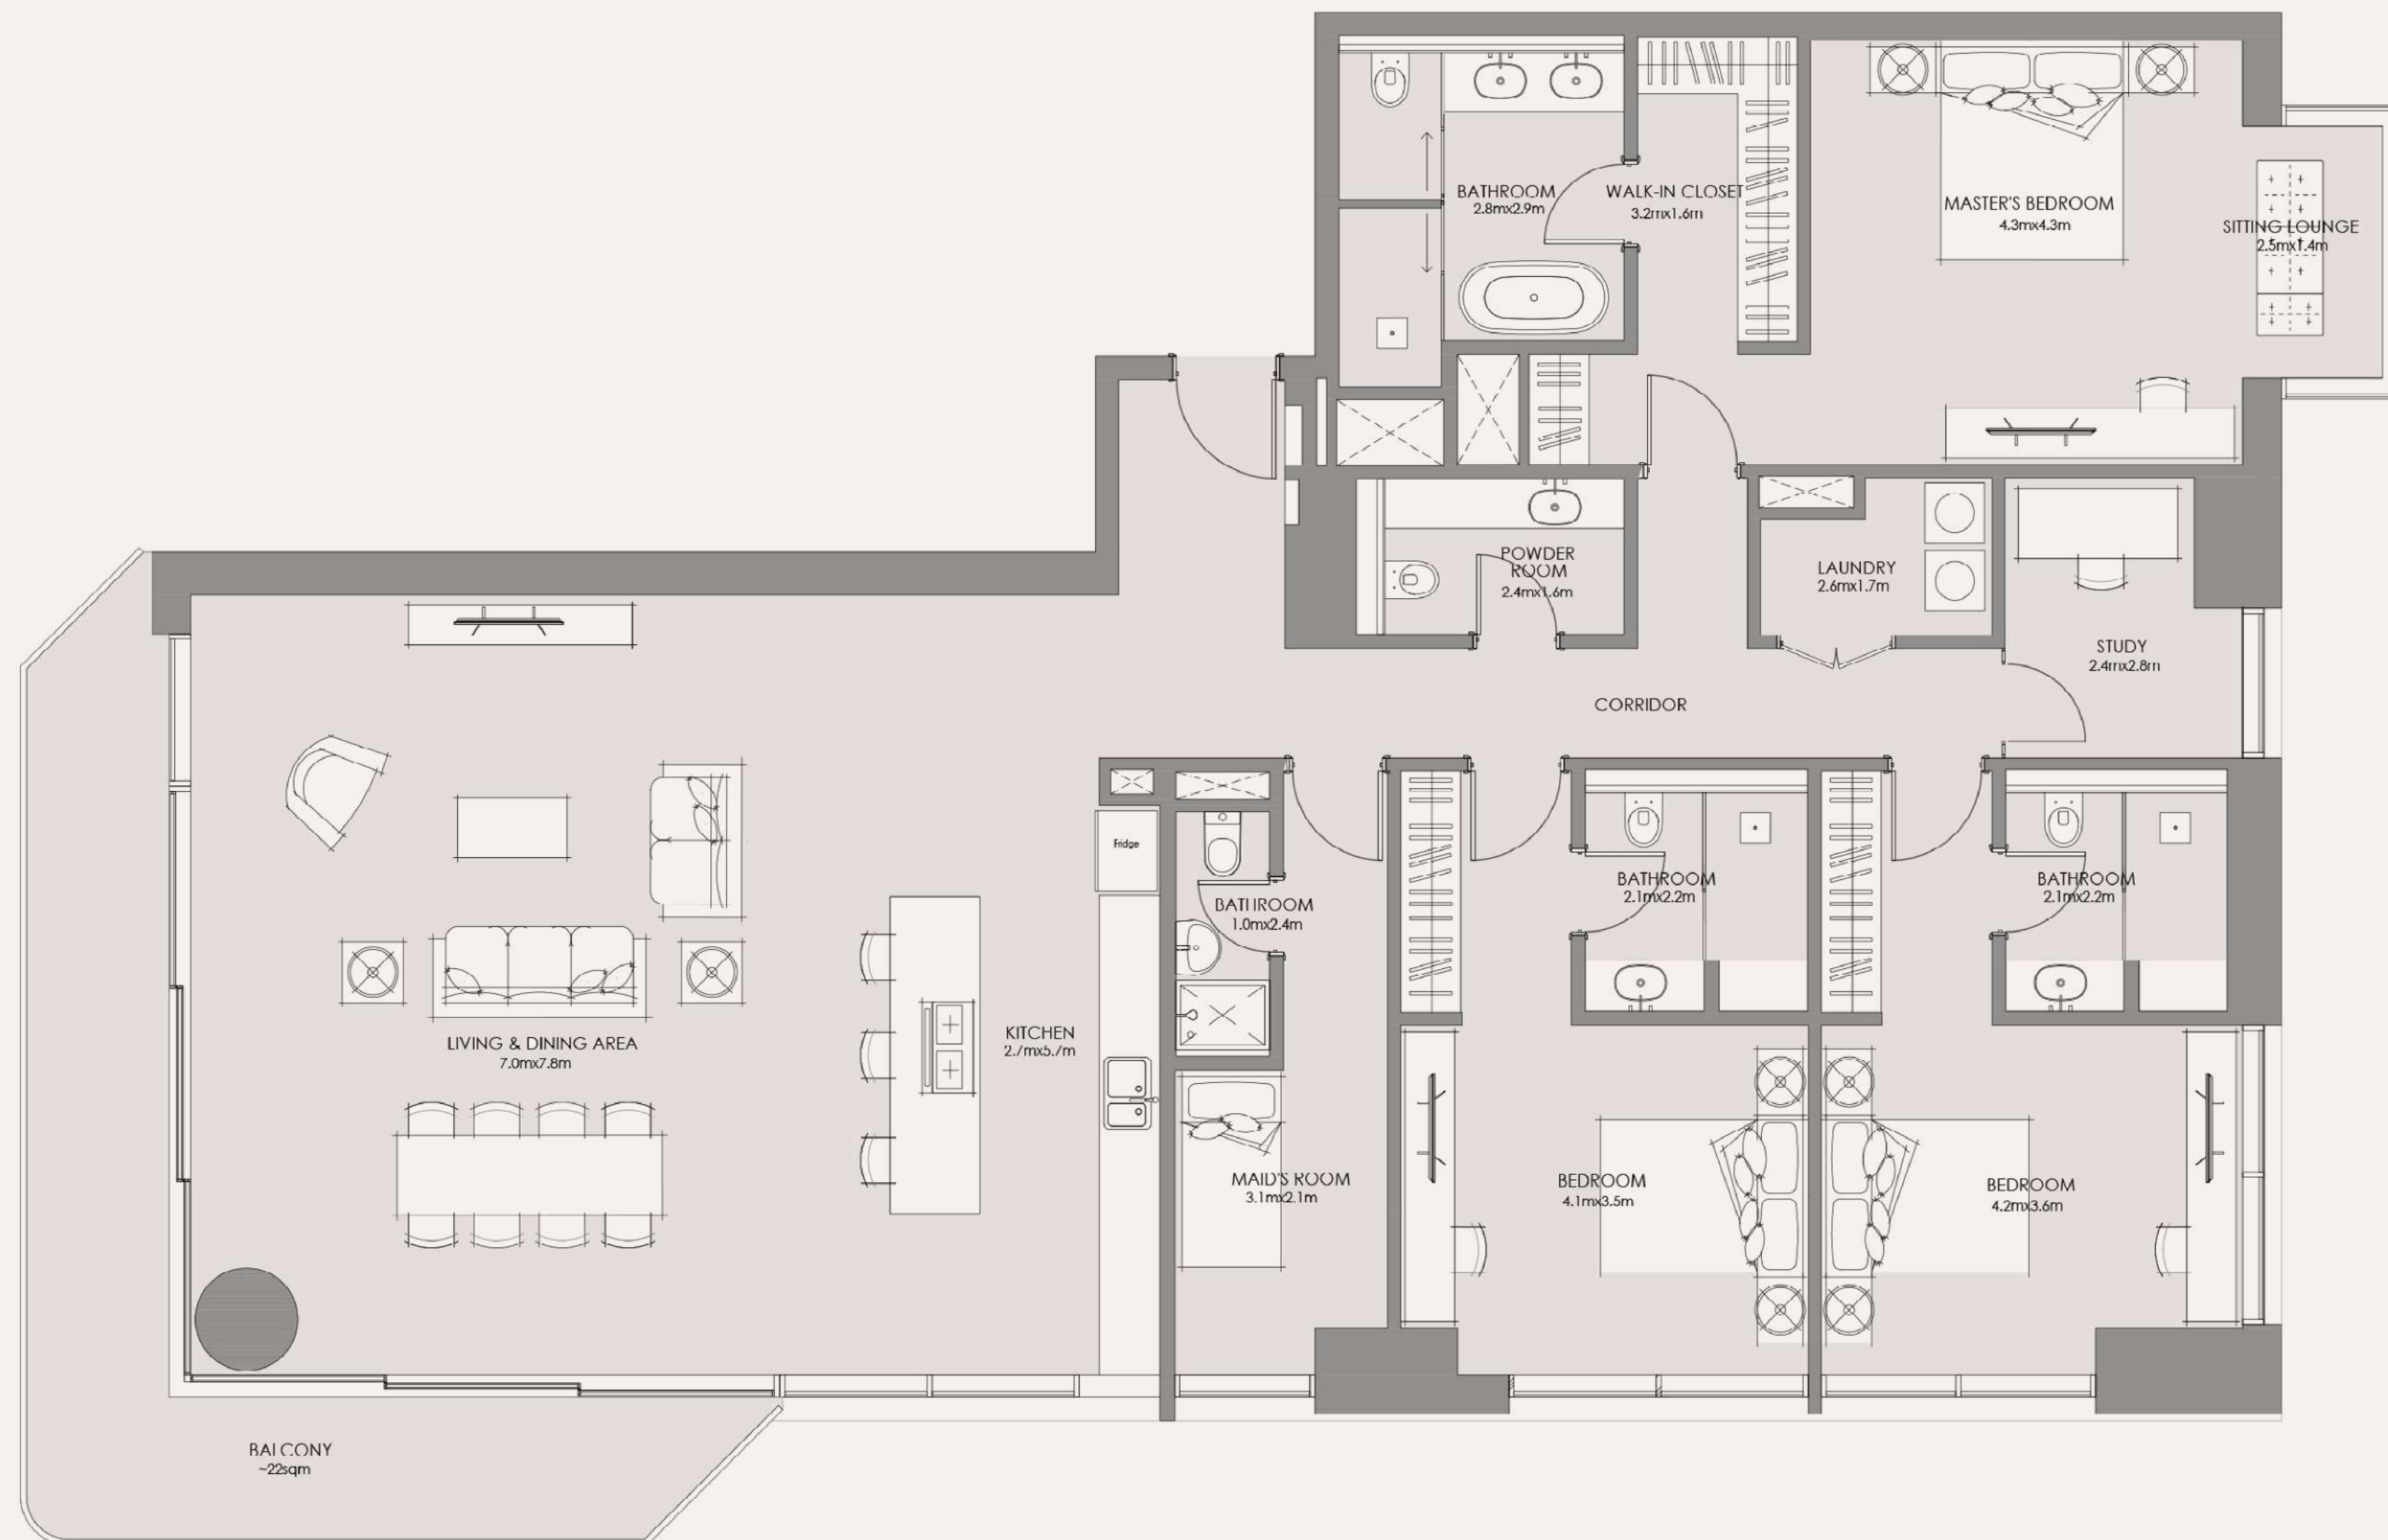 BATHROOM
2.8mx2.9m
WALK-IN CLOSET
3.2mx1.6m
MASTER'S BEDROOM
4.3mx4.3m
SITTING LOUNGE
2.5mx1.4m
POWDER
ROOM
2.4mx1.6m
LAUNDRY
2.6mx1.7m
STUDY
2.4mx2.8m
CORRIDOR
Fridge
BATHROOM
1.0mx2.4m
BATHROOM
2.1mx2.2m
BATHROOM
2.1mx2.2m
LIVING & DINING AREA
7.0mx7.8m
KITCHEN
2.7mx5.7m
MAID'S ROOM
3.1mx2.1m
BEDROOM
4.1mx3.5m
BEDROOM
4.2mx3.6m
BALCONY
~22sqm